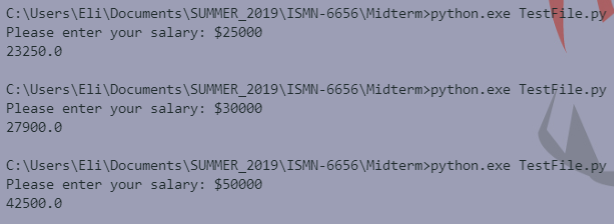 C:\Users\Eli\Documents\SUMMER_2019\ISMN-6656\Midterm>python.exe TestFile.py
Please enter your salary: $25000
23250.0
C:\Users\Eli\Documents\SUMMER_2019\ISMN-6656\Midterm>python.exe TestFile.py
Please enter your salary: $30000
27900.0
C:\Users\Eli\Documents\SUMMER_2019\ISMN-6656\Midterm>python.exe TestFile.py
Please enter your salary: $50000
42500.0